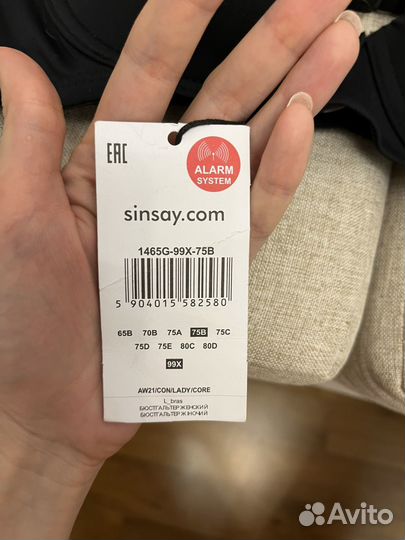 EAC
ALARM
SYSTEM
sinsay.com
1465G-99X-75B
5 904015 582580
65B 70B 75A 75B 75C
75D 75E 80C 80D
99X
AW21/CON/LADY/CORE
L_bras
БЮСТГАЛЬТЕР ЖЕНСКИЙ
БЮСТГАЛЬТЕР ЖІНОЧИЙ
Avito